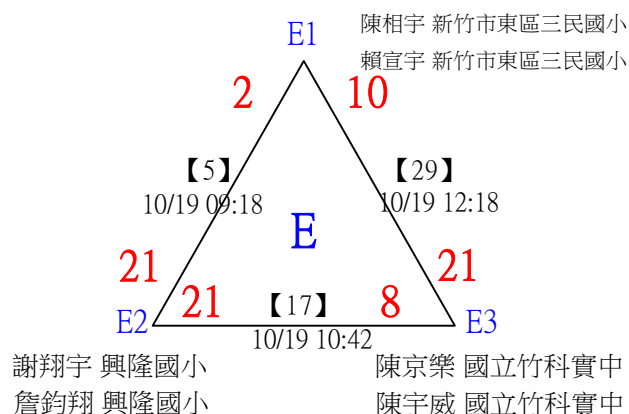 E1
陳相宇 新竹市東區三民國小
賴宣宇 新竹市東區三民國小
2
10
【5】
10/19 09:18
【29】
10/19 12:18
E
21
21
21
8
【17】
10/19 10:42
E2
E3
謝翔宇 興隆國小
詹鈞翔 興隆國小
陳京樂 國立竹科實中
陳宇威 國立竹科實中